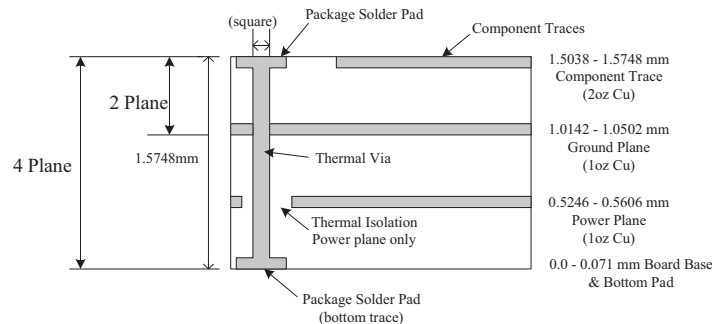 (square)
Package Solder Pad
Component Traces
1.5038 - 1.5748 mm
Component Trace
(2oz Cu)
2 Plane
1.0142 - 1.0502 mm
Ground Plane
(1oz Cu)
1.5748mm
Thermal Via
4 Plane
0.5246 - 0.5606 mm
Power Plane
(1oz Cu)
Thermal Isolation
Power plane only
0.0 - 0.071 mm Board Base
& Bottom Pad
Package Solder Pad
(bottom trace)